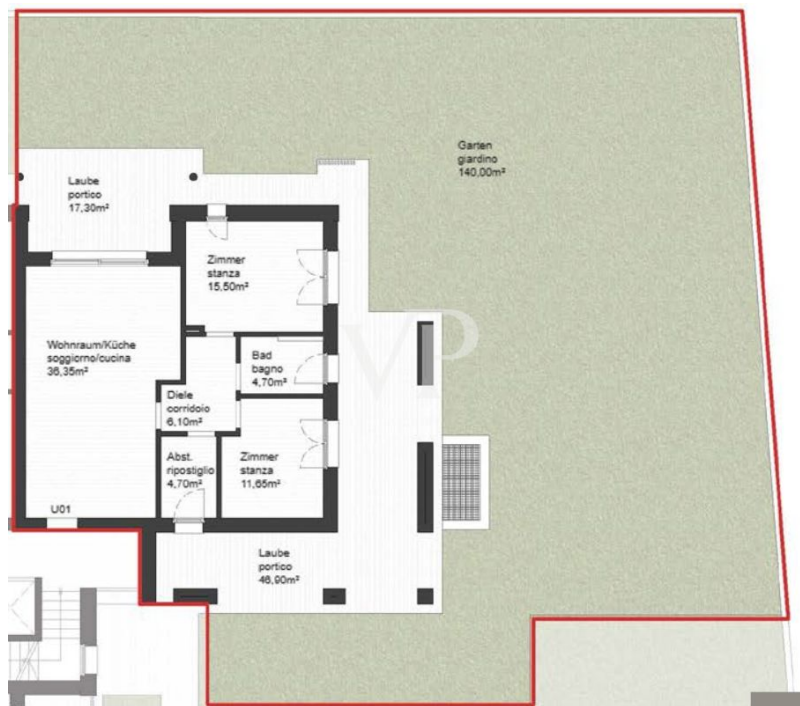 Garten
giardino
140,00m²
Laube
portico
17,30m²
Zimmer
stanza
15,50m²
Wohnraum/Küche
soggiorno/cucina
36,35m²
VP
Bad
bagno
4,70m²
Diele
corridoio
6,10m²
Abst.
ripostiglio
4,70m²
Zimmer
stanza
11,65m²
U01
Laube
portico
46,90m²